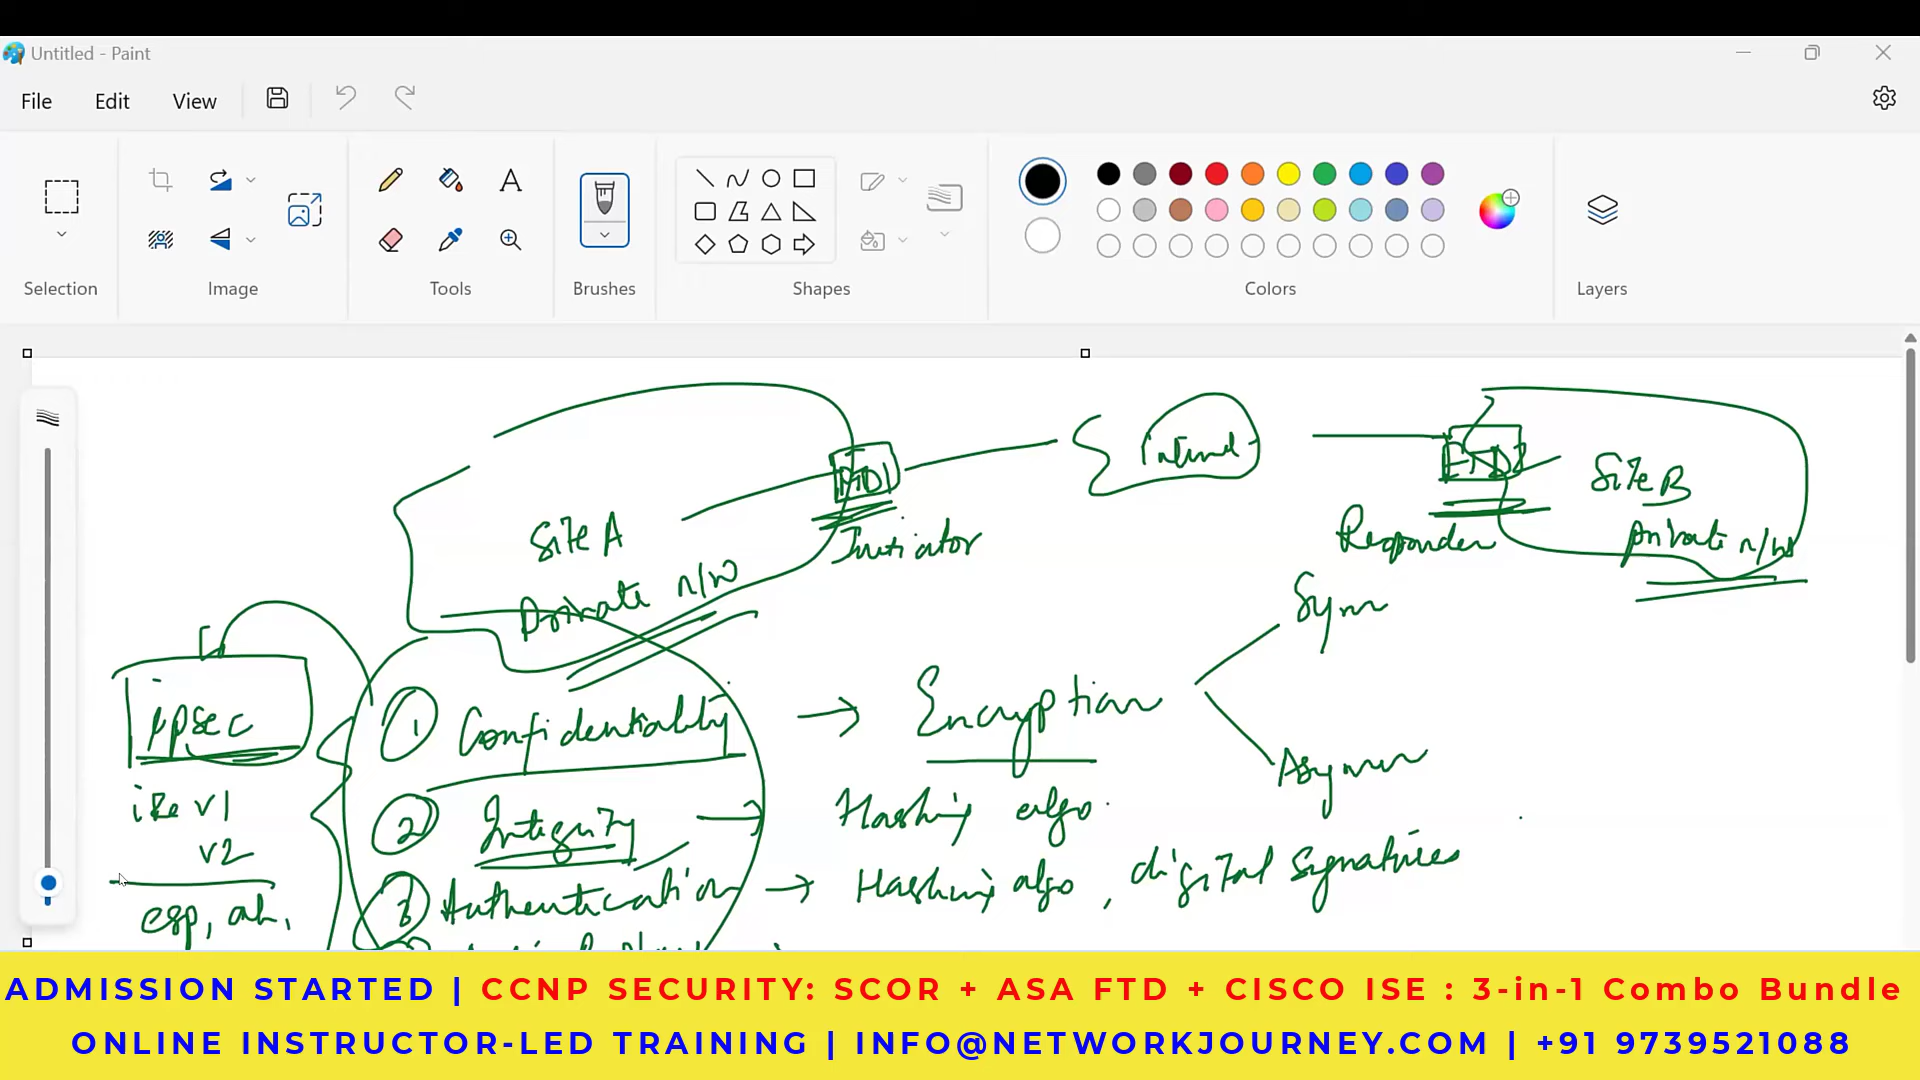 Untitled - Paint
File Edit View
Selection Image Tools Brushes Shapes Colors Layers
internet
FTD1 FTD2
Site A Site B
Initiator Responder Private n/w
Private n/w
Sym
ipsec
① Confidentiality → Encryption
Asymm
ike v1
v2
② Integrity → Hashing algo
③ Authentication → Hashing algo, digital signatures
esp, ah,
ADMISSION STARTED | CCNP SECURITY: SCOR + ASA FTD + CISCO ISE : 3-in-1 Combo Bundle
ONLINE INSTRUCTOR-LED TRAINING | INFO@NETWORKJOURNEY.COM | +91 9739521088